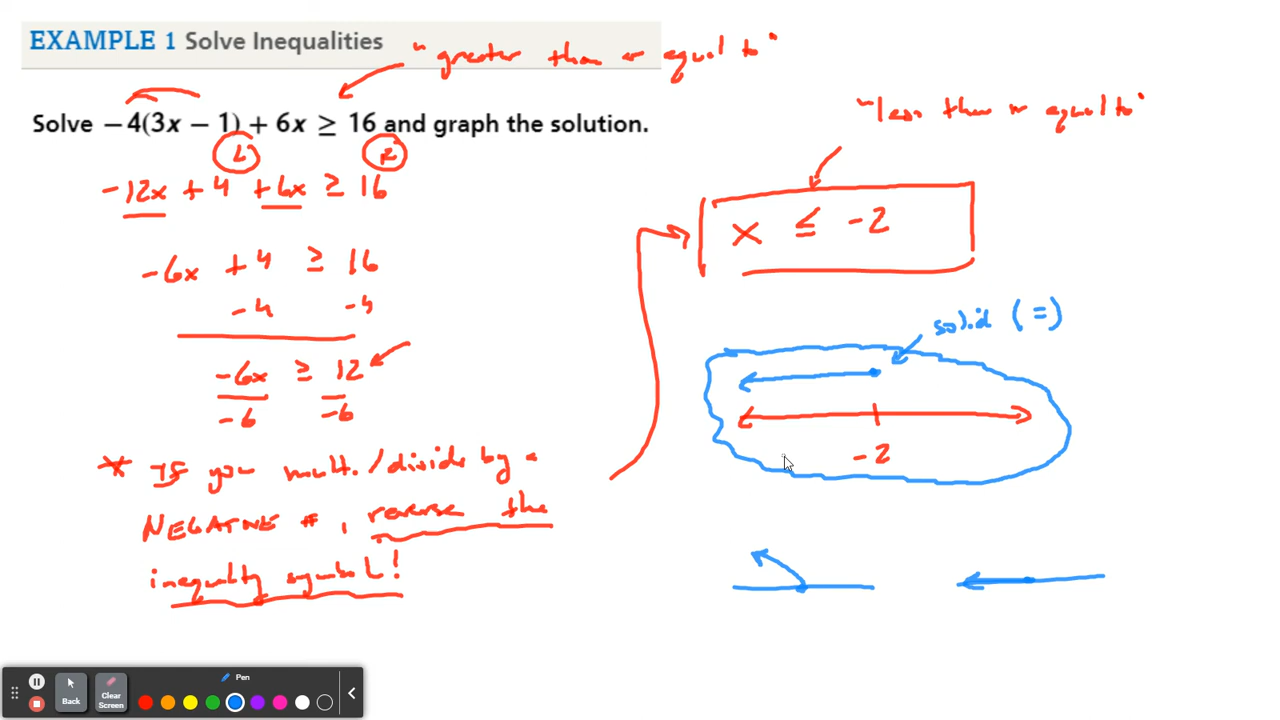 EXAMPLE 1 Solve Inequalities
"greater than or equal to"
Solve −4(3x − 1) + 6x ≥ 16 and graph the solution.
L R
-12x + 4 +6x ≥ 16
-6x + 4 ≥ 16
-4 -4
-6x ≥ 12
-6 -6
* If you mult./divide by a
NEGATIVE #, reverse the
inequality symbol!
"less than or equal to"
x ≤ -2
solid (=)
-2
Pen
Back
Clear
Screen